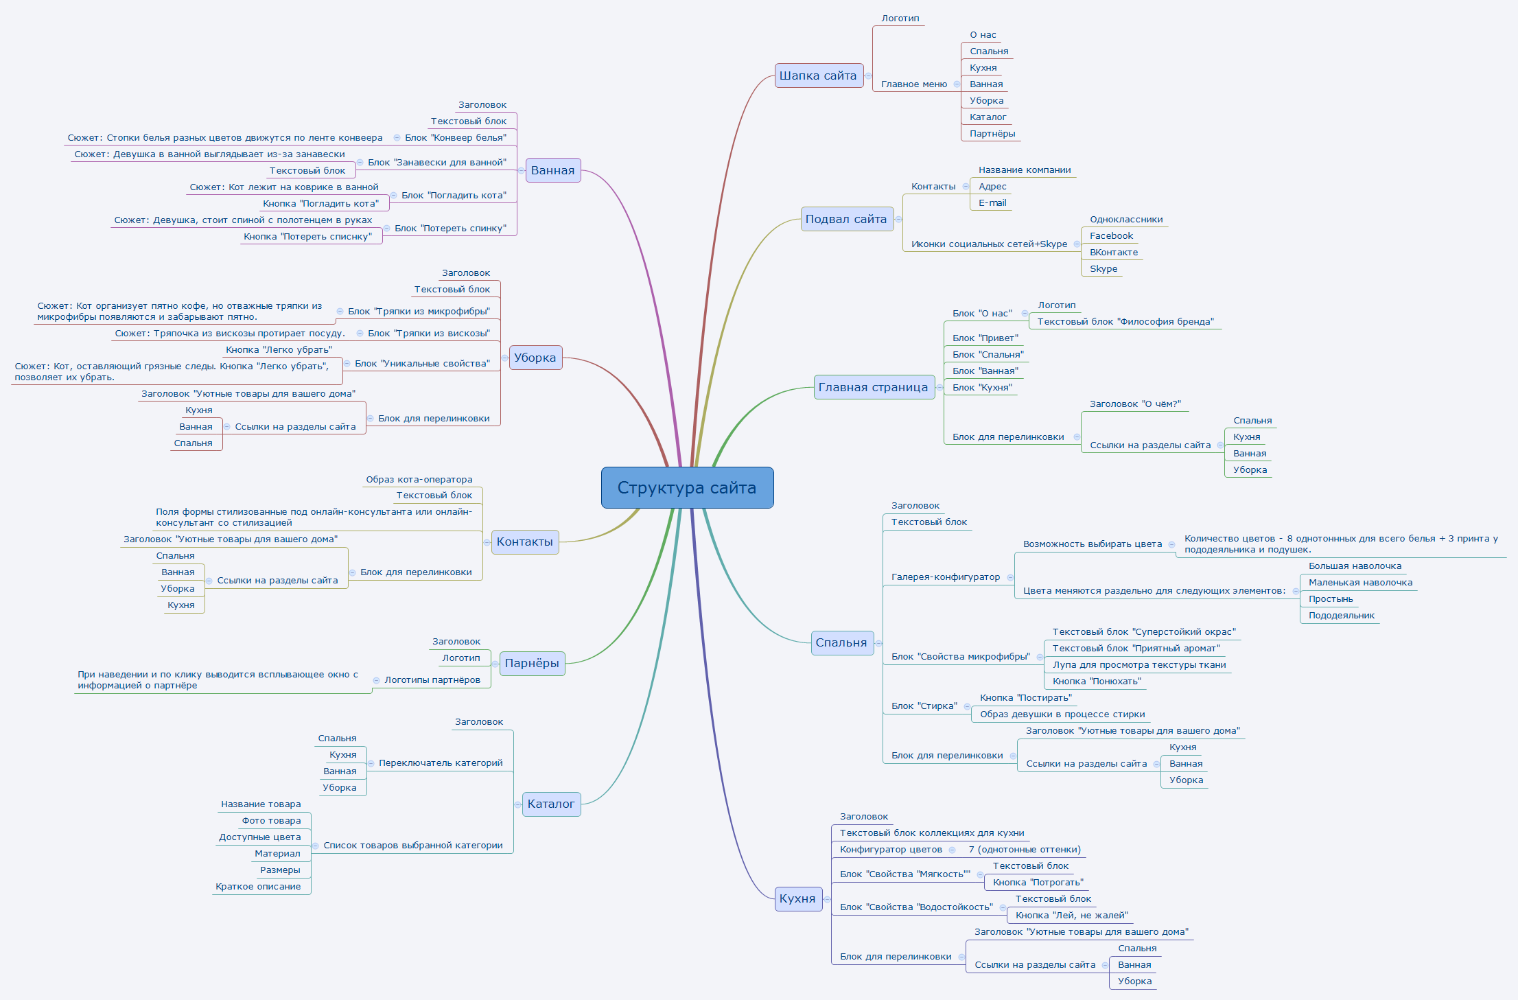 Структура сайта
Шапка сайта
Логотип
Главное меню
О нас
Спальня
Кухня
Ванная
Уборка
Каталог
Партнёры
Подвал сайта
Контакты
Название компании
Адрес
E-mail
Иконки социальных сетей+Skype
Одноклассники
Facebook
ВКонтакте
Skype
Главная страница
Блок "О нас"
Логотип
Текстовый блок "Философия бренда"
Блок "Привет"
Блок "Спальня"
Блок "Ванная"
Блок "Кухня"
Блок для перелинковки
Заголовок "О чём?"
Ссылки на разделы сайта
Спальня
Кухня
Ванная
Уборка
Спальня
Заголовок
Текстовый блок
Галерея-конфигуратор
Возможность выбирать цвета
Количество цветов - 8 однотоннных для всего белья + 3 принта у
пододеяльника и подушек.
Цвета меняются раздельно для следующих элементов:
Большая наволочка
Маленькая наволочка
Простынь
Пододеяльник
Блок "Свойства микрофибры"
Текстовый блок "Суперстойкий окрас"
Текстовый блок "Приятный аромат"
Лупа для просмотра текстуры ткани
Кнопка "Понюхать"
Блок "Стирка"
Кнопка "Постирать"
Образ девушки в процессе стирки
Блок для перелинковки
Заголовок "Уютные товары для вашего дома"
Ссылки на разделы сайта
Кухня
Ванная
Уборка
Кухня
Заголовок
Текстовый блок коллекциях для кухни
Конфигуратор цветов
7 (однотонные оттенки)
Блок "Свойства "Мягкость""
Текстовый блок
Кнопка "Потрогать"
Блок "Свойства "Водостойкость"
Текстовый блок
Кнопка "Лей, не жалей"
Блок для перелинковки
Заголовок "Уютные товары для вашего дома"
Ссылки на разделы сайта
Спальня
Ванная
Уборка
Ванная
Заголовок
Текстовый блок
Блок "Конвеер белья"
Сюжет: Стопки белья разных цветов движутся по ленте конвеера
Блок "Занавески для ванной"
Сюжет: Девушка в ванной выглядывает из-за занавески
Текстовый блок
Блок "Погладить кота"
Сюжет: Кот лежит на коврике в ванной
Кнопка "Погладить кота"
Блок "Потереть спинку"
Сюжет: Девушка, стоит спиной с полотенцем в руках
Кнопка "Потереть списнку"
Уборка
Заголовок
Текстовый блок
Блок "Тряпки из микрофибры"
Сюжет: Кот организует пятно кофе, но отважные тряпки из
микрофибры появляются и забарывают пятно.
Блок "Тряпки из вискозы"
Сюжет: Тряпочка из вискозы протирает посуду.
Блок "Уникальные свойства"
Кнопка "Легко убрать"
Сюжет: Кот, оставляющий грязные следы. Кнопка "Легко убрать",
позволяет их убрать.
Блок для перелинковки
Заголовок "Уютные товары для вашего дома"
Ссылки на разделы сайта
Кухня
Ванная
Спальня
Контакты
Образ кота-оператора
Текстовый блок
Поля формы стилизованные под онлайн-консультанта или онлайн-
консультант со стилизацией
Блок для перелинковки
Заголовок "Уютные товары для вашего дома"
Ссылки на разделы сайта
Спальня
Ванная
Уборка
Кухня
Парнёры
Заголовок
Логотип
Логотипы партнёров
При наведении и по клику выводится всплывающее окно с
информацией о партнёре
Каталог
Заголовок
Переключатель категорий
Спальня
Кухня
Ванная
Уборка
Список товаров выбранной категории
Название товара
Фото товара
Доступные цвета
Материал
Размеры
Краткое описание